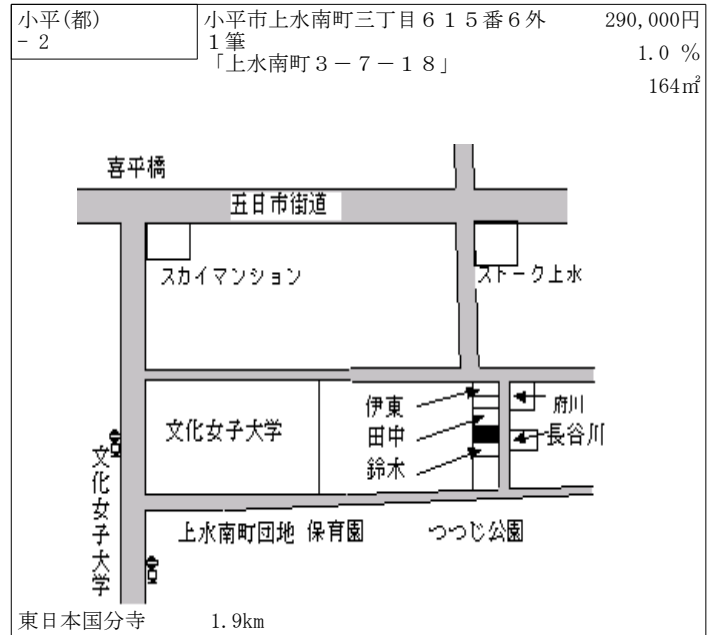 小平(都)
－２
小平市上水南町三丁目６１５番６外
１筆
「上水南町３－７－１８」
290,000円
1.0 %
164㎡
喜平橋
五日市街道
スカイマンション
ストーク上水
伊東
府川
文化女子大学
田中
長谷川
鈴木
文化女子大学
上水南町団地 保育園
つつじ公園
東日本国分寺 1.9km